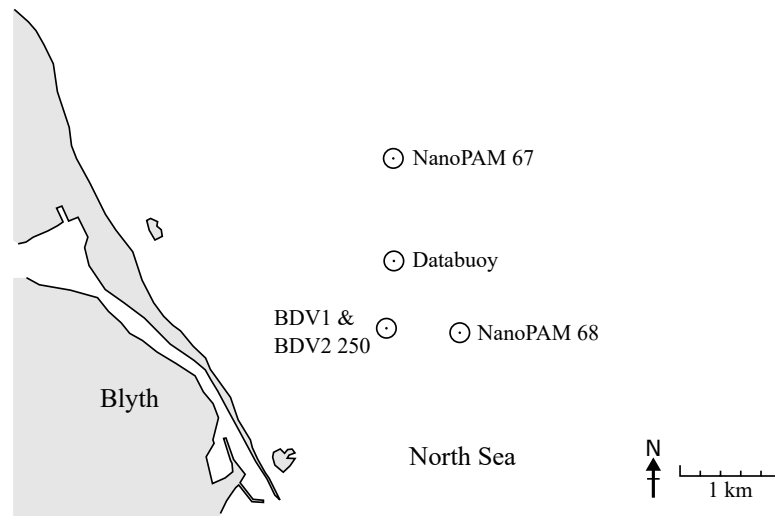 NanoPAM 67
Databuoy
BDV1 &
BDV2 250
NanoPAM 68
Blyth
North Sea
N
1 km